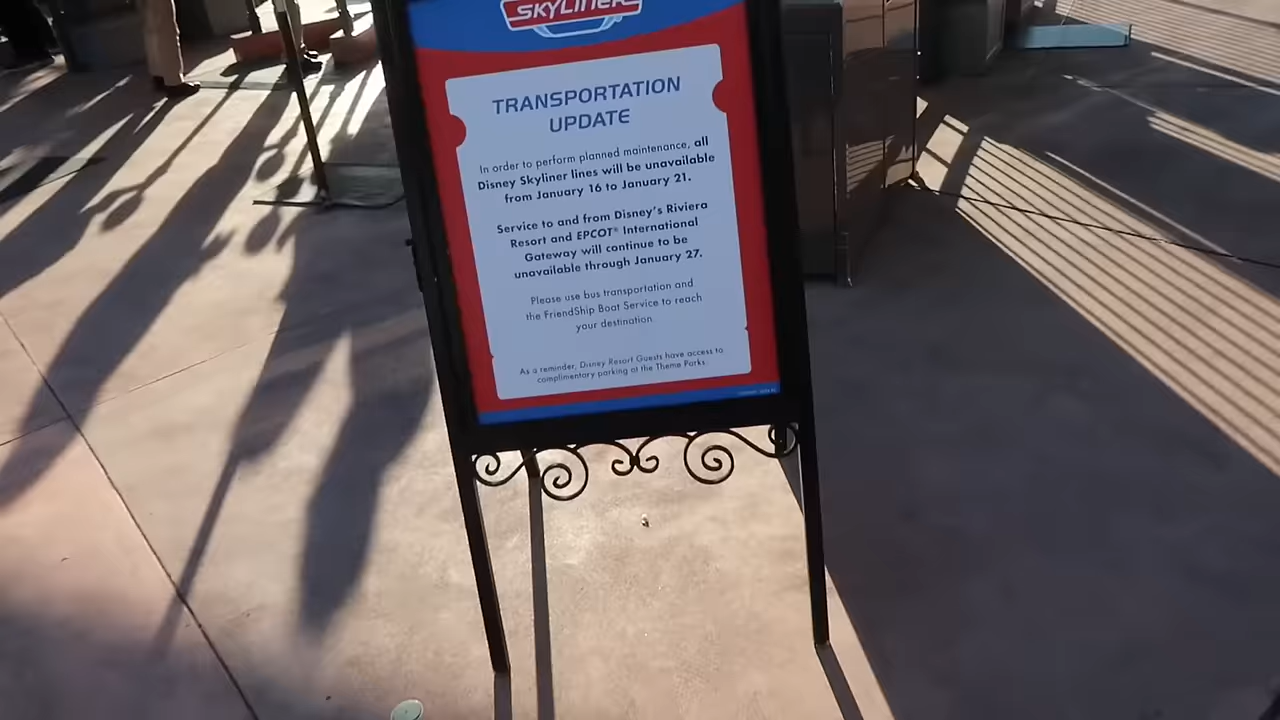 SKYLINER
TRANSPORTATION
UPDATE
In order to perform planned maintenance, all
Disney Skyliner lines will be unavailable
from January 16 to January 21.
Service to and from Disney's Riviera
Resort and EPCOT® International
Gateway will continue to be
unavailable through January 27.
Please use bus transportation and
the FriendShip Boat Service to reach
your destination.
As a reminder, Disney Resort Guests have access to
complimentary parking at the Theme Parks.